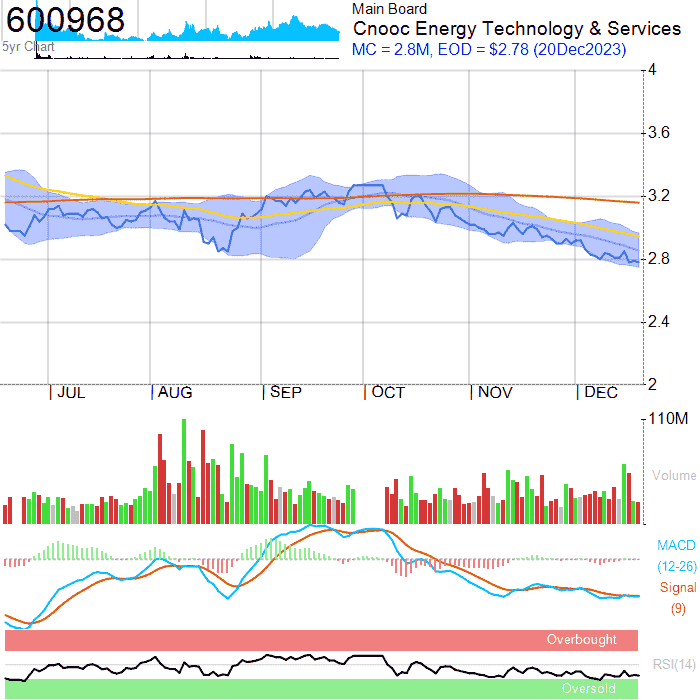 600968
5yr Chart
Main Board
Cnooc Energy Technology & Services
MC = 2.8M, EOD = $2.78 (20Dec2023)
4
3.6
3.2
2.8
2.4
2
JUL AUG SEP OCT NOV DEC
110M
Volume
MACD
(12-26)
Signal
(9)
Overbought
RSI(14)
Oversold